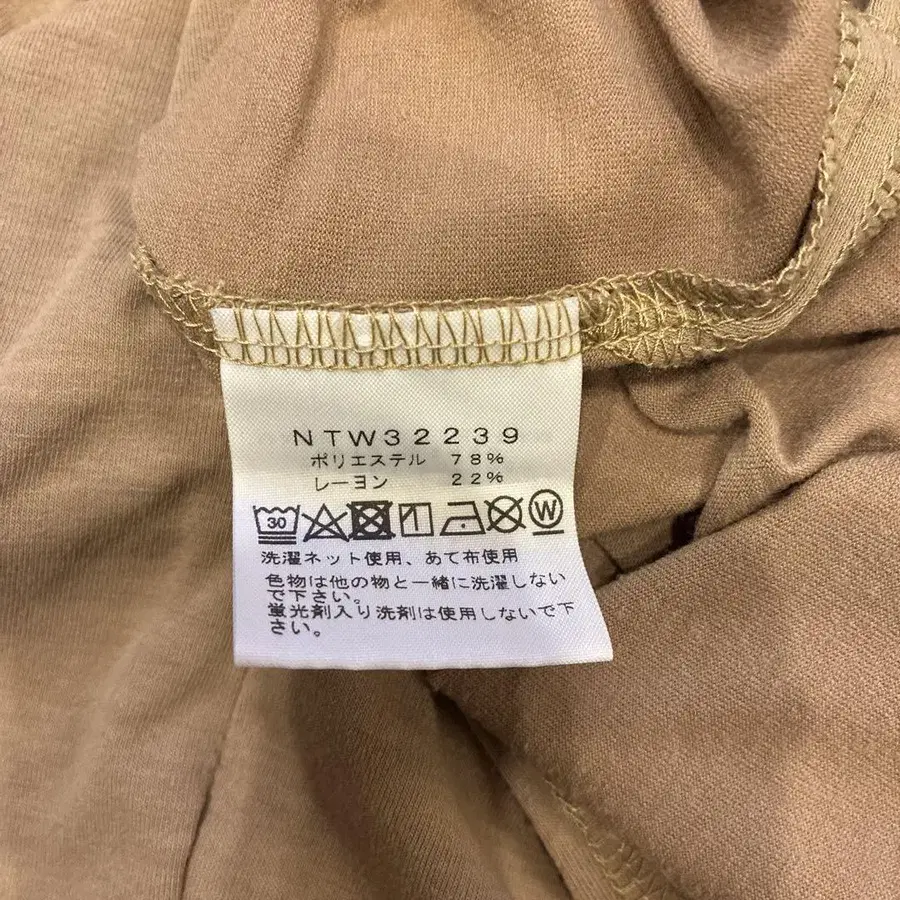 NTW32239
ポリエステル 78%
レーヨン 22%
30 W
洗濯ネット使用、あて布使用
色物は他の物と一緒に洗濯しない
で下さい。
蛍光剤入り洗剤は使用しないで下
さい。